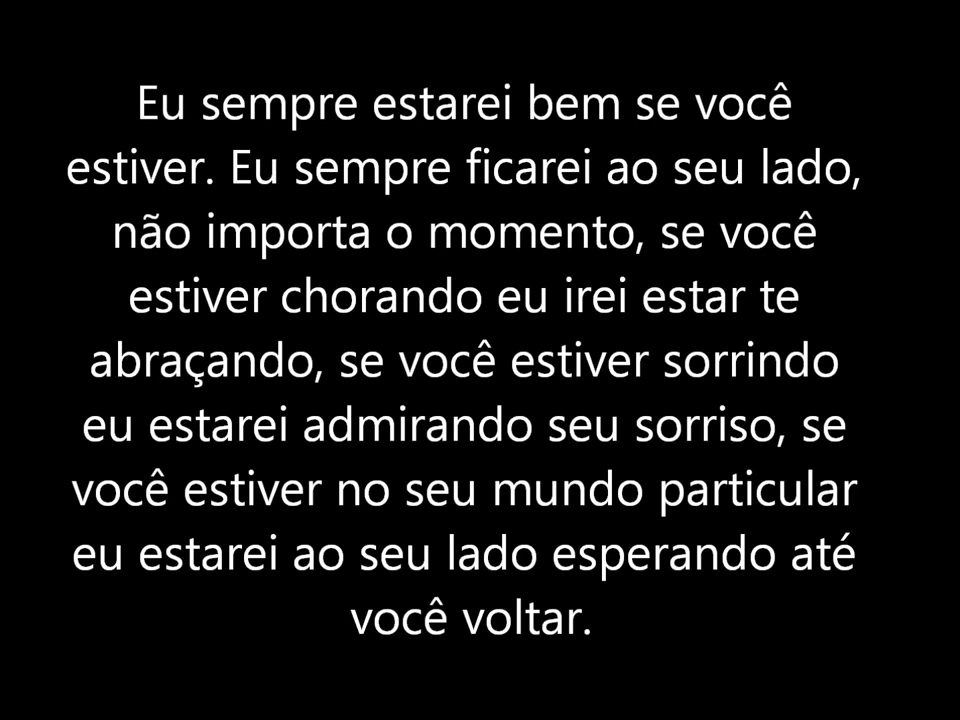 Eu sempre estarei bem se você
estiver. Eu sempre ficarei ao seu lado,
não importa o momento, se você
estiver chorando eu irei estar te
abraçando, se você estiver sorrindo
eu estarei admirando seu sorriso, se
você estiver no seu mundo particular
eu estarei ao seu lado esperando até
você voltar.